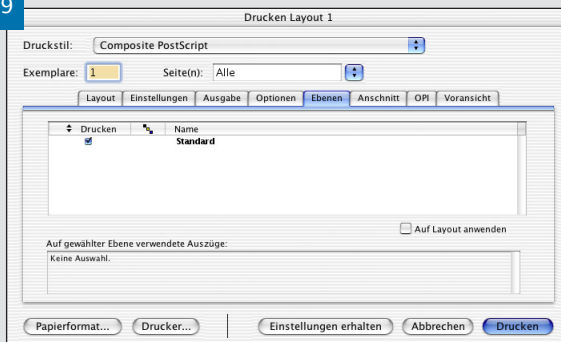 9
Drucken Layout 1
Druckstil: Composite PostScript
Exemplare: 1 Seite(n): Alle
Layout Einstellungen Ausgabe Optionen Ebenen Anschnitt OPI Voransicht
Drucken Name
Standard
Auf Layout anwenden
Auf gewählter Ebene verwendete Auszüge:
Keine Auswahl.
Papierformat... Drucker... Einstellungen erhalten Abbrechen Drucken